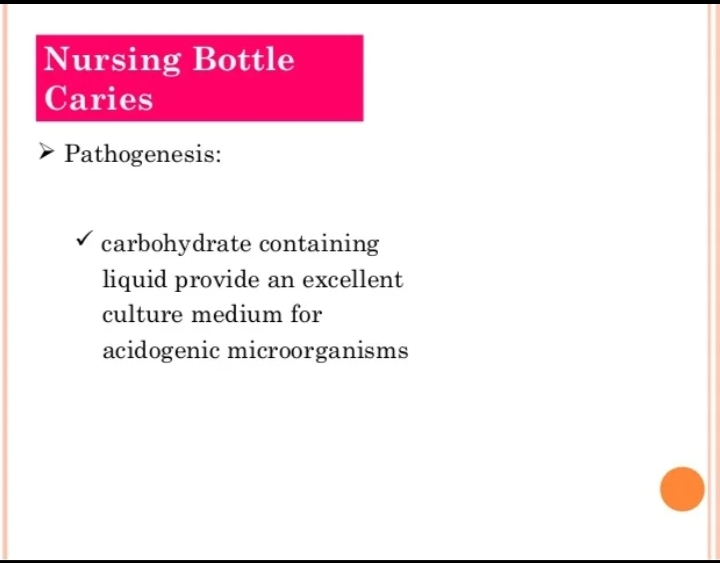 Nursing Bottle
Caries
➢ Pathogenesis:
✓ carbohydrate containing
liquid provide an excellent
culture medium for
acidogenic microorganisms